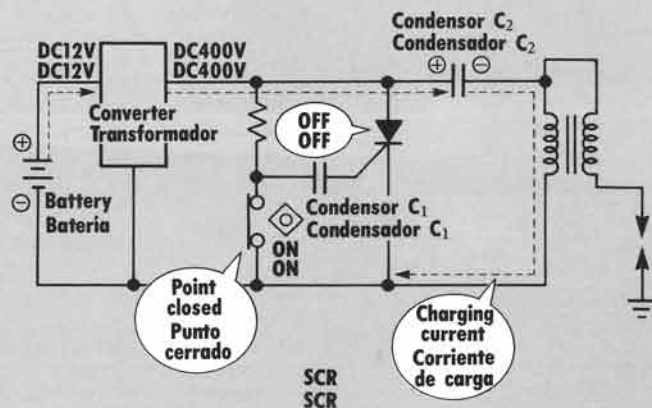 Condensor C₂
Condensador C₂
DC12V
DC12V
DC400V
DC400V
Converter
Transformador
OFF
OFF
Battery
Bateria
Condensor C₁
Condensador C₁
ON
ON
Point
closed
Punto
cerrado
Charging
current
Corriente
de carga
SCR
SCR